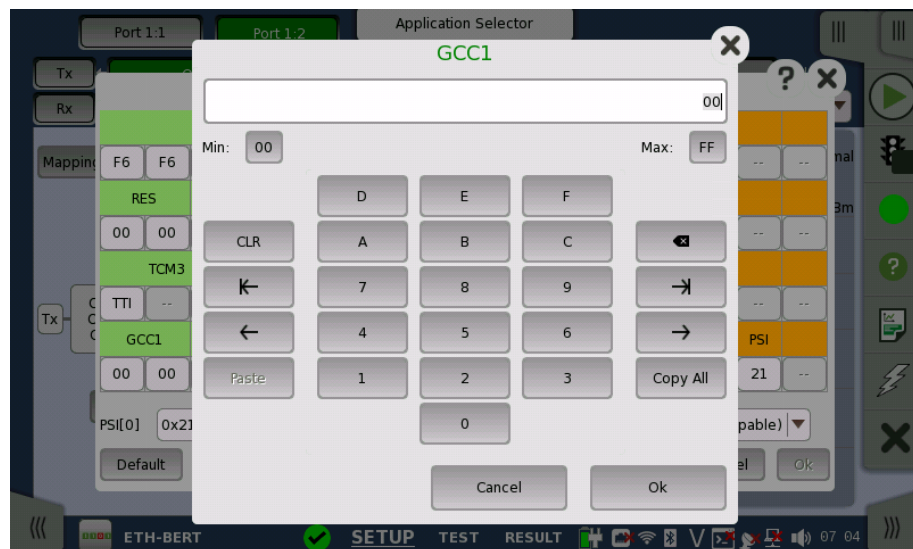 Port 1:1
Port 1:2
Application Selector
GCC1
Tx
Rx
00
Min: 00
Max: FF
Mapping
F6 F6
-- --
RES
D E F
00 00
CLR A B C
-- --
TCM3
7 8 9
TTI --
-- --
Tx
4 5 6
GCC1
PSI
00 00
Paste 1 2 3 Copy All
21 --
PSI[0] 0x21
0
pable)
Default
Cancel Ok
Ok
ETH-BERT
SETUP TEST RESULT
07 04